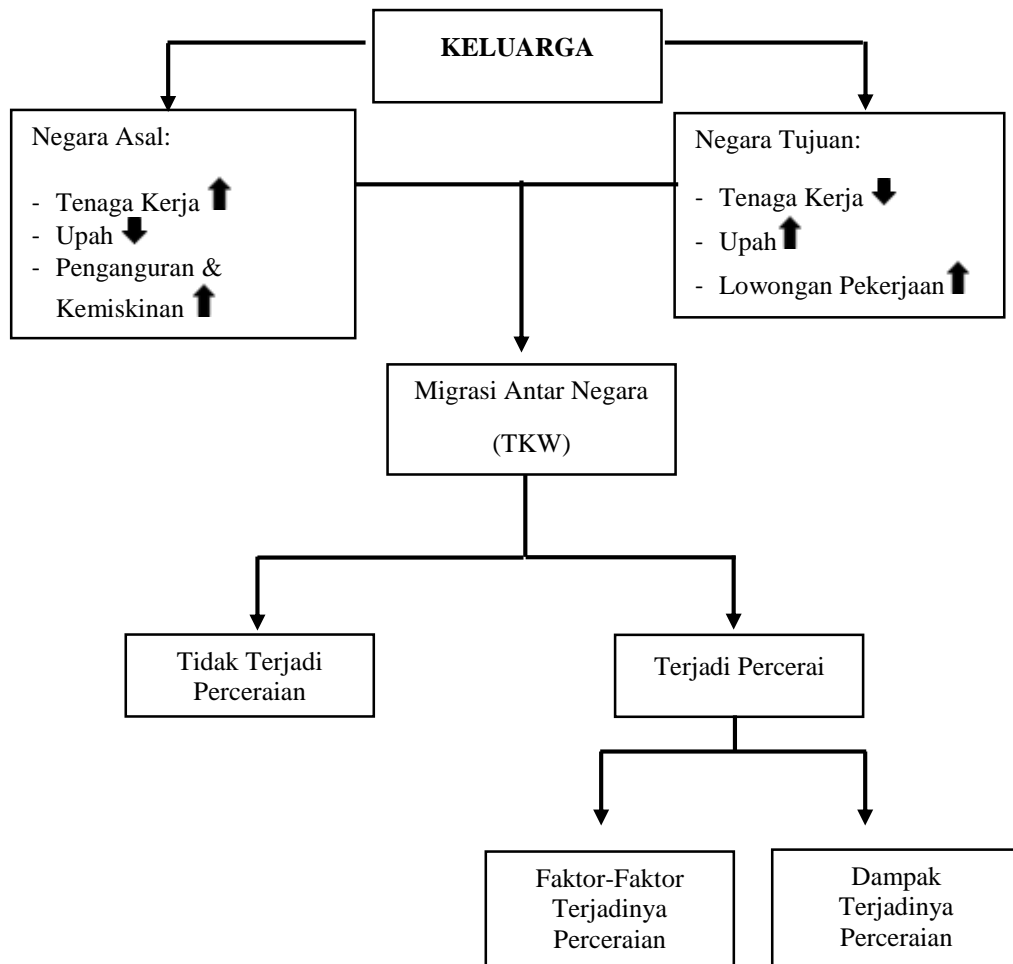 KELUARGA
Negara Asal:
- Tenaga Kerja
- Upah
- Penganguran &
Kemiskinan
Negara Tujuan:
- Tenaga Kerja
- Upah
- Lowongan Pekerjaan
Migrasi Antar Negara
(TKW)
Tidak Terjadi
Perceraian
Terjadi Percerai
Faktor-Faktor
Terjadinya
Perceraian
Dampak
Terjadinya
Perceraian